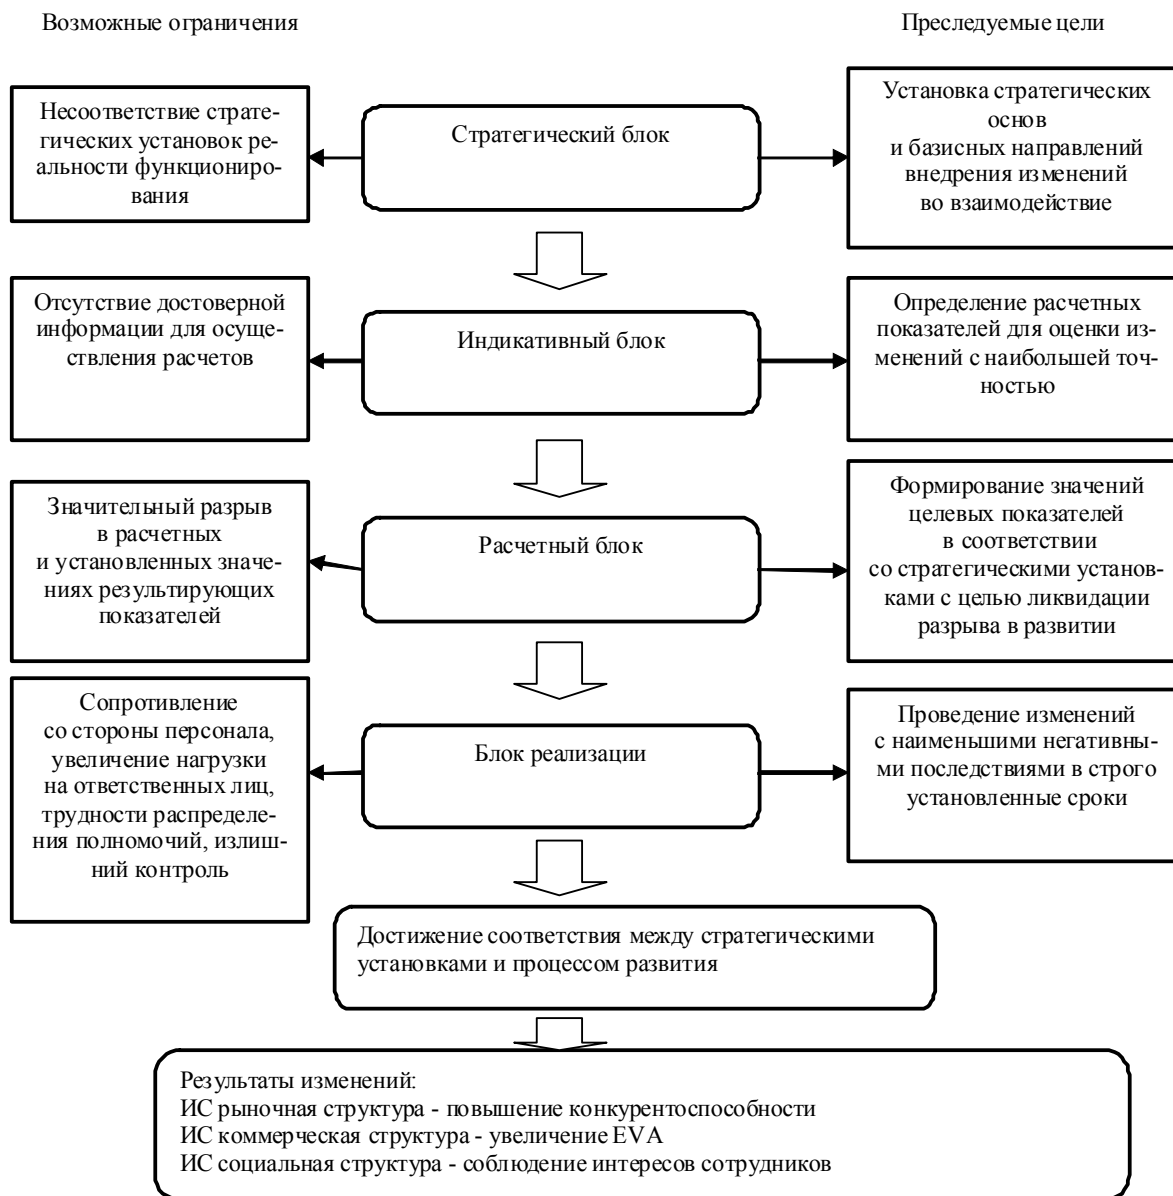 Возможные ограничения
Преследуемые цели
Несоответствие страте-
гических установок ре-
альности функциониро-
вания
Стратегический блок
Установка стратегических
основ
и базисных направлений
внедрения изменений
во взаимодействие
Отсутствие достоверной
информации для осуще-
ствления расчетов
Индикативный блок
Определение расчетных
показателей для оценки из-
менений с наибольшей точ-
ностью
Значительный разрыв
в расчетных
и установленных значе-
ниях результирующих
показателей
Расчетный блок
Формирование значений
целевых показателей
в соответствии
со стратегическими установ-
ками с целью ликвидации
разрыва в развитии
Сопротивление
со стороны персонала,
увеличение нагрузки
на ответственных лиц,
трудности распределе-
ния полномочий, излиш-
ний контроль
Блок реализации
Проведение изменений
с наименьшими негативны-
ми последствиями в строго
установленные сроки
Достижение соответствия между стратегическими
установками и процессом развития
Результаты изменений:
ИС рыночная структура - повышение конкурентоспособности
ИС коммерческая структура - увеличение EVA
ИС социальная структура - соблюдение интересов сотрудников